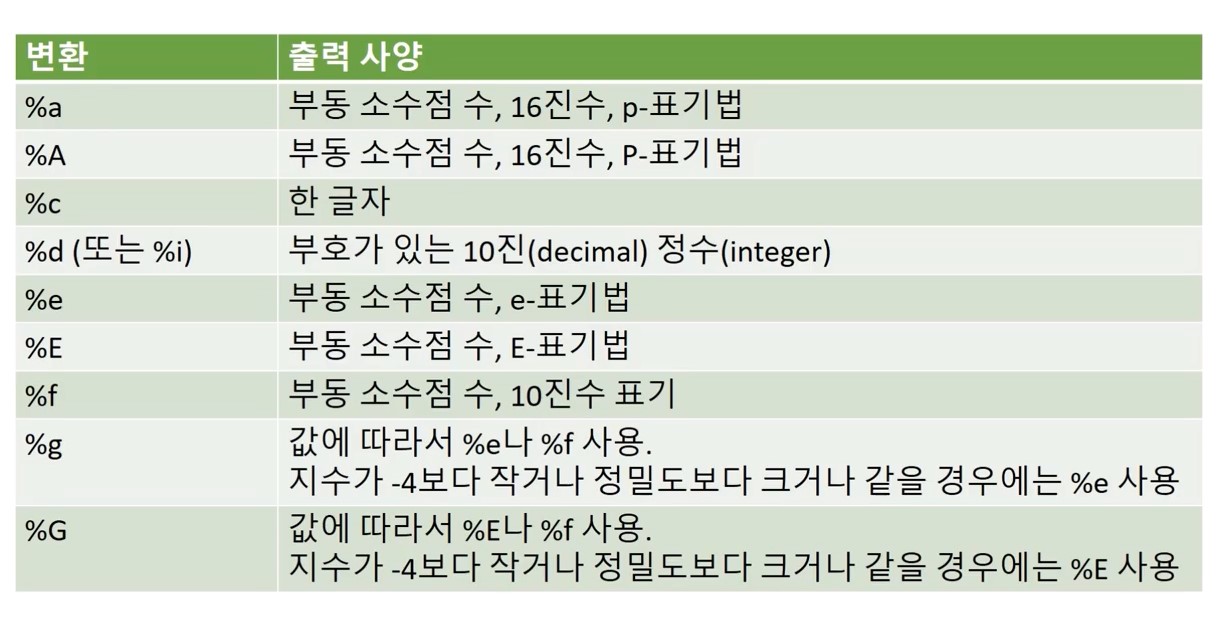 변환 출력 사양
%a 부동 소수점 수, 16진수, p-표기법
%A 부동 소수점 수, 16진수, P-표기법
%c 한 글자
%d (또는 %i) 부호가 있는 10진(decimal) 정수(integer)
%e 부동 소수점 수, e-표기법
%E 부동 소수점 수, E-표기법
%f 부동 소수점 수, 10진수 표기
%g 값에 따라서 %e나 %f 사용.
지수가 -4보다 작거나 정밀도보다 크거나 같을 경우에는 %e 사용
%G 값에 따라서 %E나 %f 사용.
지수가 -4보다 작거나 정밀도보다 크거나 같을 경우에는 %E 사용